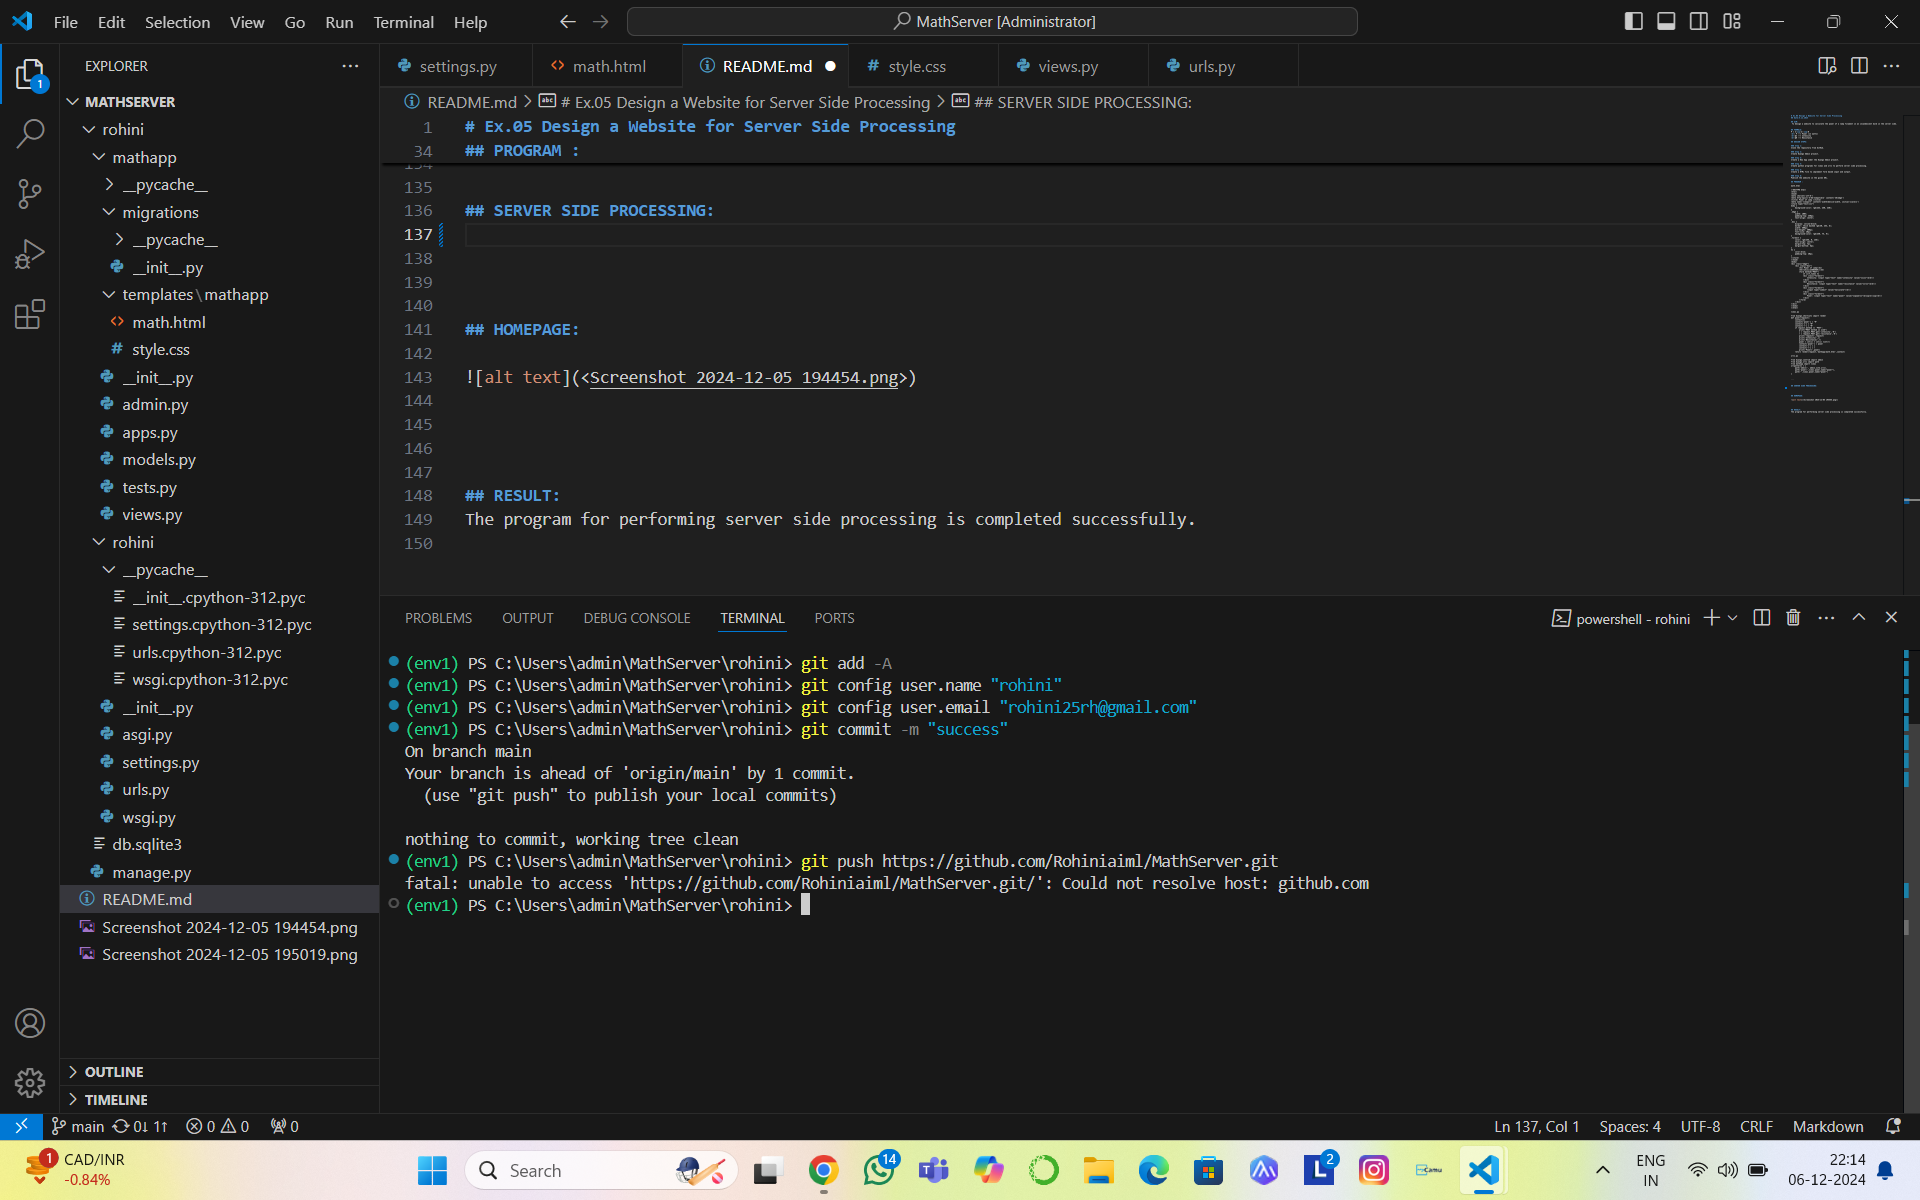 File Edit Selection View Go Run Terminal Help
MathServer [Administrator]
EXPLORER
1
MATHSERVER
rohini
mathapp
__pycache__
migrations
__pycache__
__init__.py
templates\mathapp
math.html
style.css
__init__.py
admin.py
apps.py
models.py
tests.py
views.py
rohini
__pycache__
__init__.cpython-312.pyc
settings.cpython-312.pyc
urls.cpython-312.pyc
wsgi.cpython-312.pyc
__init__.py
asgi.py
settings.py
urls.py
wsgi.py
db.sqlite3
manage.py
README.md
Screenshot 2024-12-05 194454.png
Screenshot 2024-12-05 195019.png
OUTLINE
TIMELINE
settings.py math.html README.md style.css views.py urls.py
README.md > # Ex.05 Design a Website for Server Side Processing > ## SERVER SIDE PROCESSING:
1 # Ex.05 Design a Website for Server Side Processing
34 ## PROGRAM :
134
135
136 ## SERVER SIDE PROCESSING:
137
138
139
140
141 ## HOMEPAGE:
142
143 ![alt text](<Screenshot 2024-12-05 194454.png>)
144
145
146
147
148 ## RESULT:
149 The program for performing server side processing is completed successfully.
150
PROBLEMS OUTPUT DEBUG CONSOLE TERMINAL PORTS
powershell - rohini
(env1) PS C:\Users\admin\MathServer\rohini> git add -A
(env1) PS C:\Users\admin\MathServer\rohini> git config user.name "rohini"
(env1) PS C:\Users\admin\MathServer\rohini> git config user.email "rohini25rh@gmail.com"
(env1) PS C:\Users\admin\MathServer\rohini> git commit -m "success"
On branch main
Your branch is ahead of 'origin/main' by 1 commit.
(use "git push" to publish your local commits)
nothing to commit, working tree clean
(env1) PS C:\Users\admin\MathServer\rohini> git push https://github.com/Rohiniaiml/MathServer.git
fatal: unable to access 'https://github.com/Rohiniaiml/MathServer.git/': Could not resolve host: github.com
(env1) PS C:\Users\admin\MathServer\rohini>
main 0↓ 1↑ 0 0 0
Ln 137, Col 1 Spaces: 4 UTF-8 CRLF Markdown
1
CAD/INR
-0.84%
Search
14
2
Camu
ENG
IN
22:14
06-12-2024